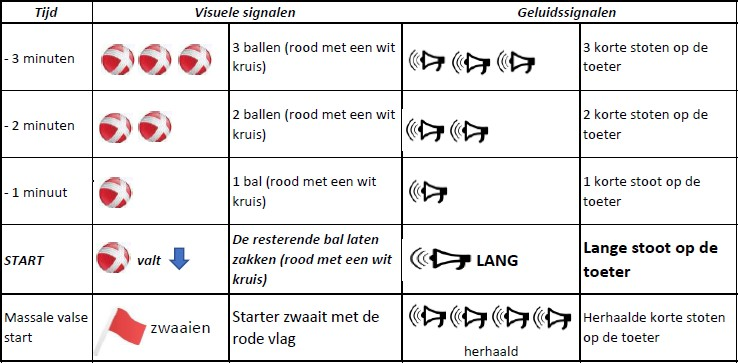 Tijd Visuele signalen Geluidssignalen
- 3 minuten
3 ballen (rood met een wit
kruis)
3 korte stoten op de
toeter
- 2 minuten
2 ballen (rood met een wit
kruis)
2 korte stoten op de
toeter
- 1 minuut
1 bal (rood met een wit
kruis)
1 korte stoot op de
toeter
START
valt
De resterende bal laten
zakken (rood met een wit
kruis)
LANG
Lange stoot op de
toeter
Massale valse
start
zwaaien
Starter zwaait met de
rode vlag
herhaald
Herhaalde korte stoten
op de toeter